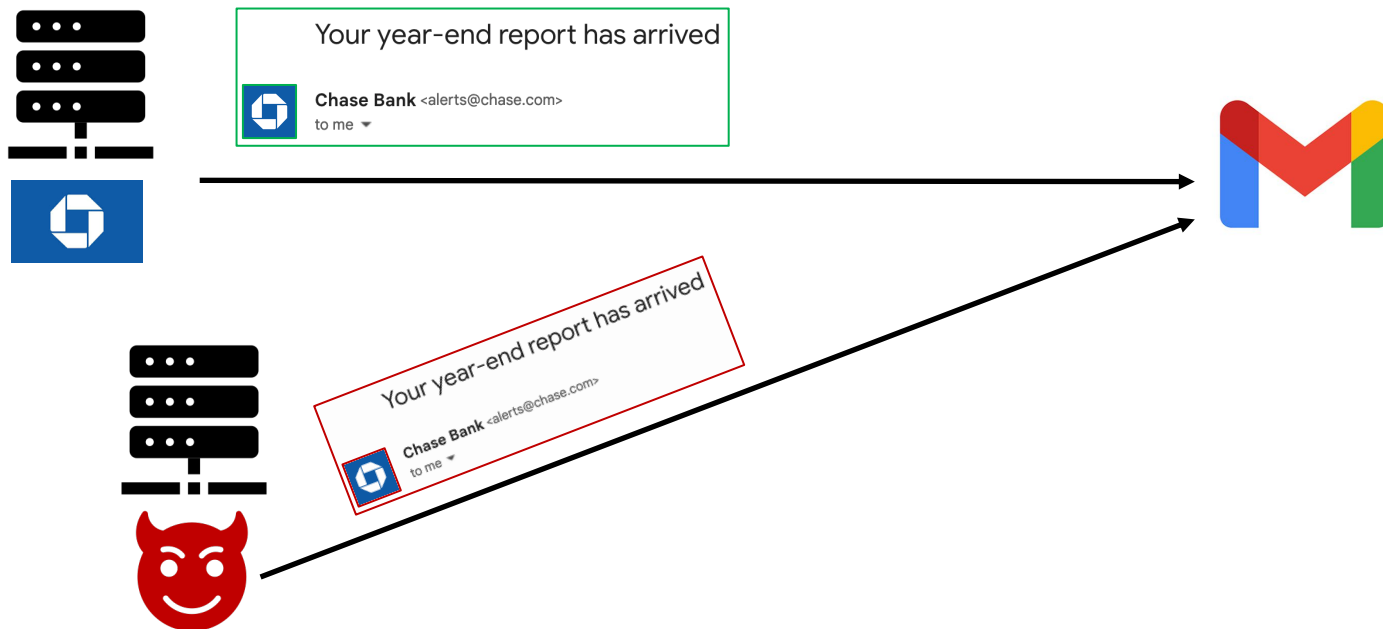 Your year-end report has arrived
Chase Bank <alerts@chase.com>
to me
Your year-end report has arrived
Chase Bank <alerts@chase.com>
to me